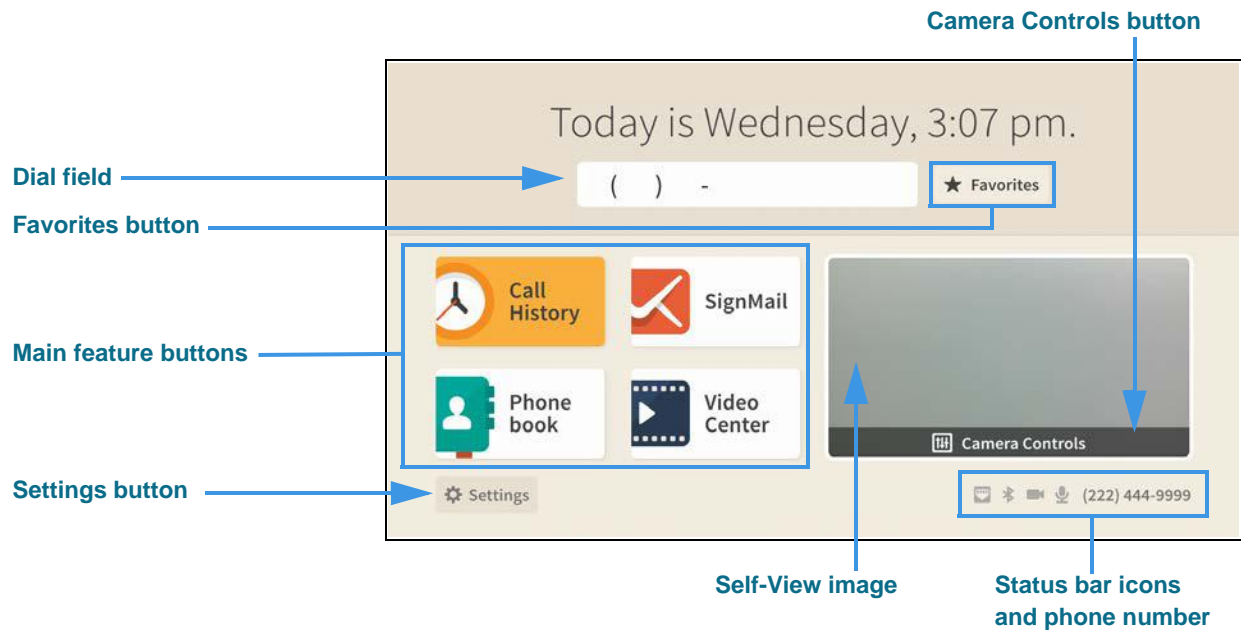 Camera Controls button
Today is Wednesday, 3:07 pm.
Dial field
( ) -
★ Favorites
Favorites button
Call
History
SignMail
Main feature buttons
Phone
book
Video
Center
Camera Controls
Settings button
Settings
(222) 444-9999
Self-View image
Status bar icons
and phone number